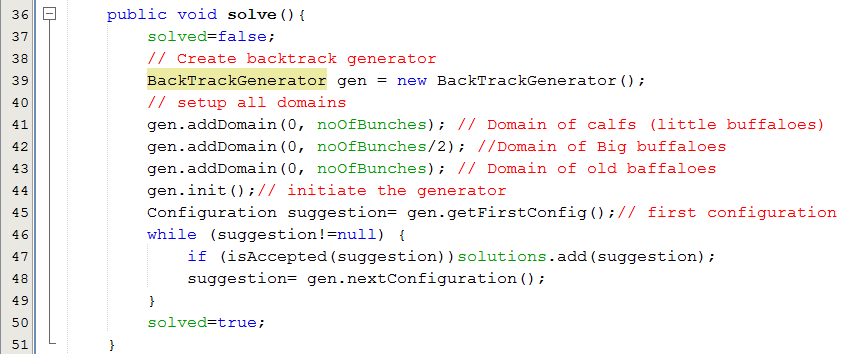 36 public void solve(){
37 solved=false;
38 // Create backtrack generator
39 BackTrackGenerator gen = new BackTrackGenerator();
40 // setup all domains
41 gen.addDomain(0, noOfBunches); // Domain of calfs (little buffaloes)
42 gen.addDomain(0, noOfBunches/2); //Domain of Big buffaloes
43 gen.addDomain(0, noOfBunches); // Domain of old baffaloes
44 gen.init();// initiate the generator
45 Configuration suggestion= gen.getFirstConfig();// first configuration
46 while (suggestion!=null) {
47 if (isAccepted(suggestion))solutions.add(suggestion);
48 suggestion= gen.nextConfiguration();
49 }
50 solved=true;
51 }